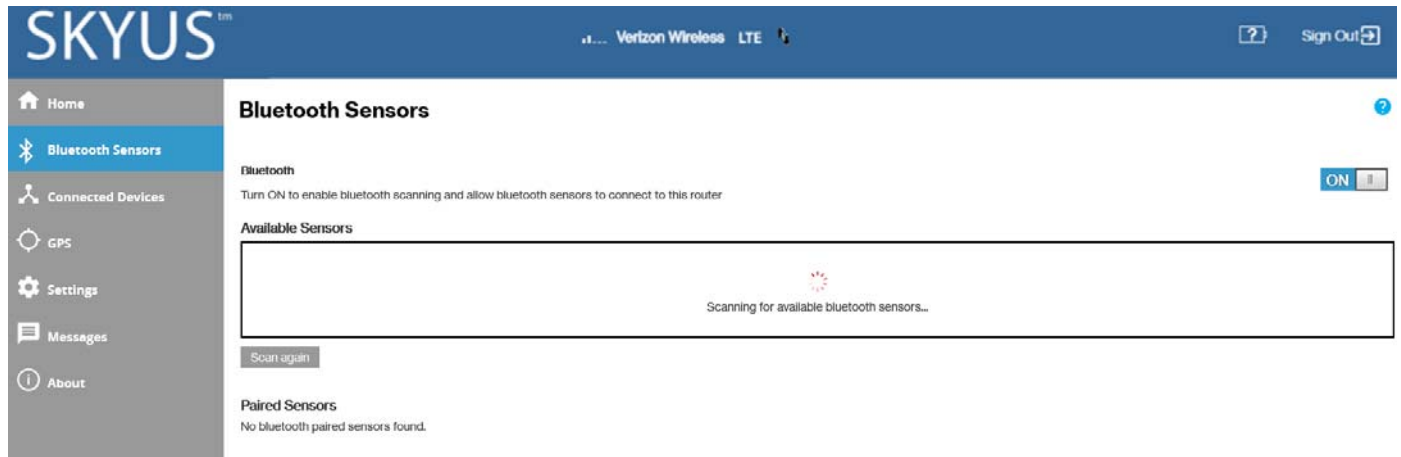 SKYUS™
Verizon Wireless LTE
Sign Out
Home
Bluetooth Sensors
Connected Devices
GPS
Settings
Messages
About
Bluetooth Sensors
Bluetooth
Turn ON to enable bluetooth scanning and allow bluetooth sensors to connect to this router
ON
Available Sensors
Scanning for available bluetooth sensors...
Scan again
Paired Sensors
No bluetooth paired sensors found.